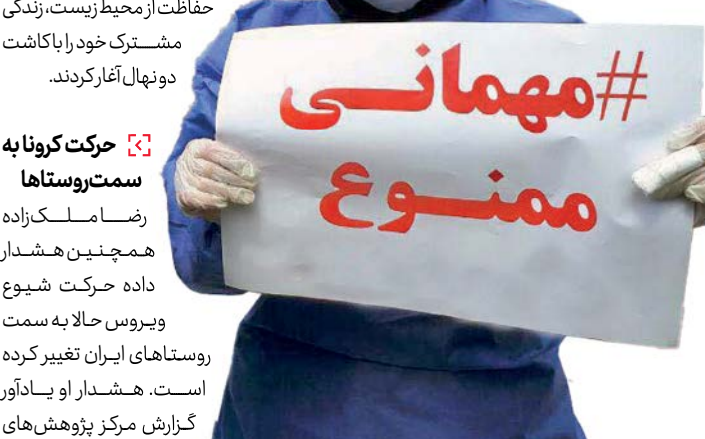 حفاظت از محیط زیست، زندگی
مشترک خود را با کاشت
دو نهال آغاز کردند.
حرکت کرونا به
سمت روستاها
رضا ملک‌زاده
همچنین هشدار
داده حرکت شیوع
ویروس حالا به سمت
روستاهای ایران تغییر کرده
است. هشدار او یادآور
گزارش مرکز پژوهش‌های
#مهمانی
ممنوع